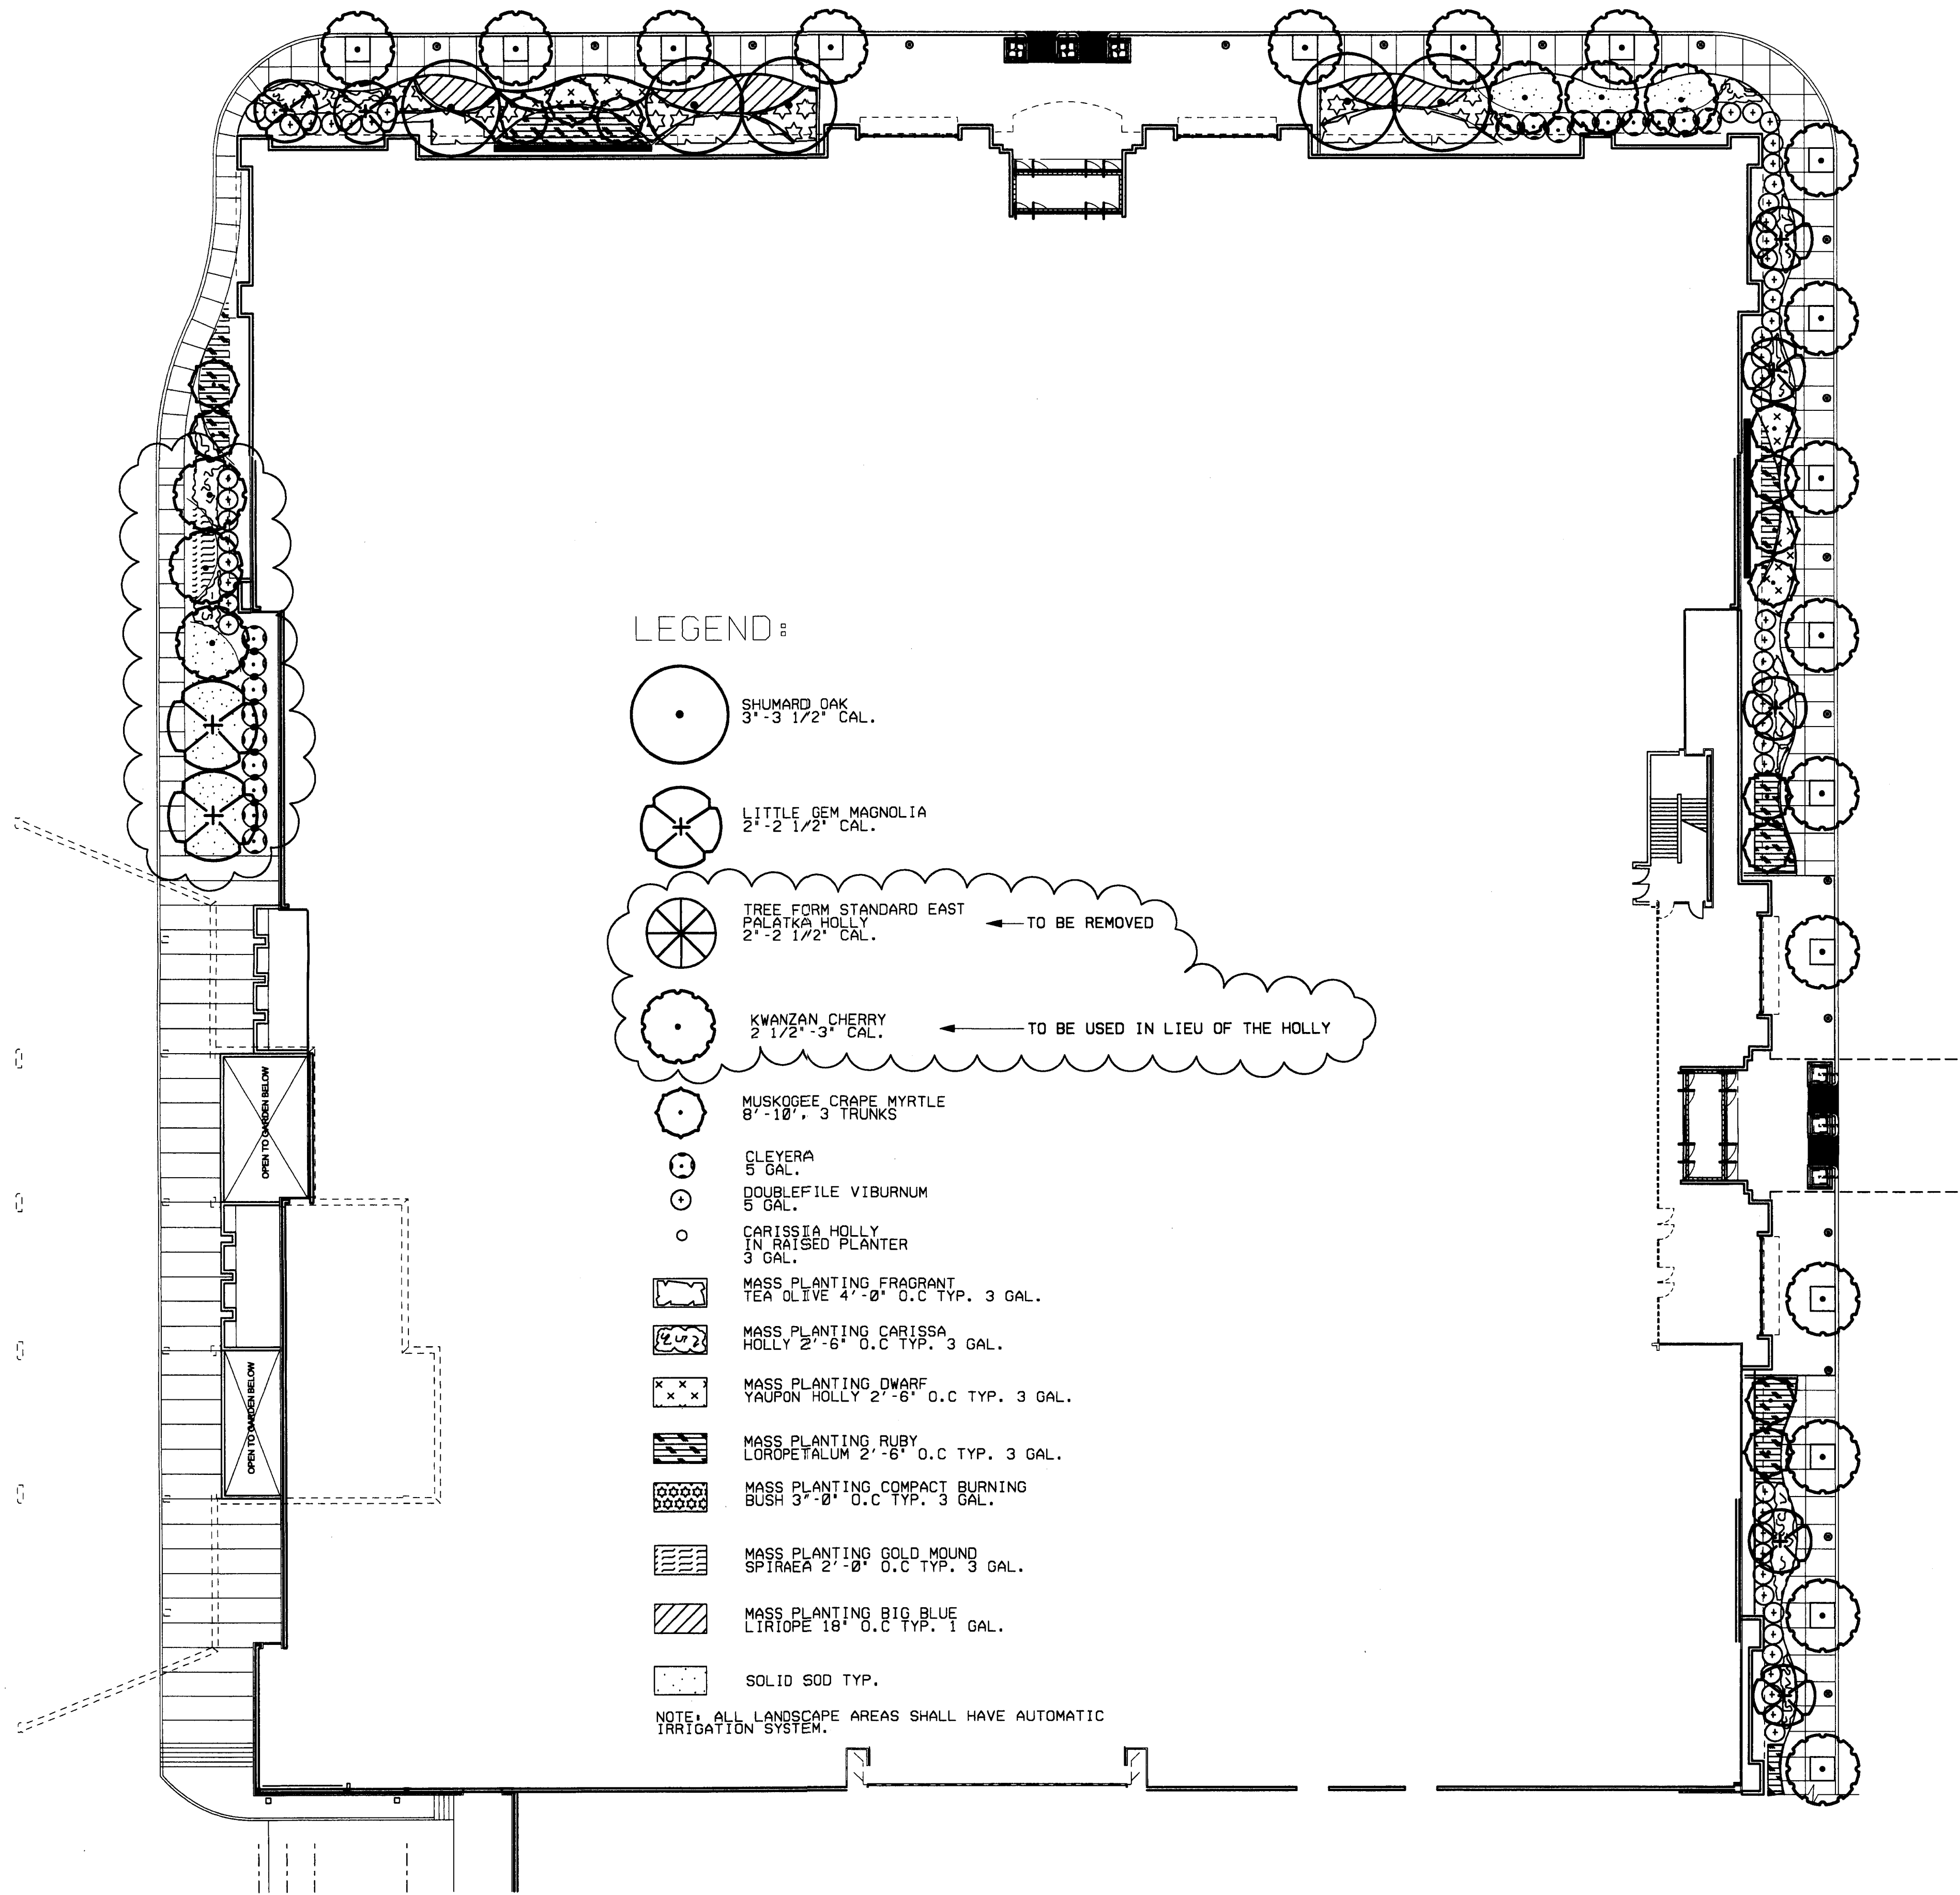 LEGEND:
SHUMARD OAK
3"-3 1/2" CAL.
LITTLE GEM MAGNOLIA
2"-2 1/2" CAL.
TREE FORM STANDARD EAST
PALATKA HOLLY
2"-2 1/2" CAL.
TO BE REMOVED
KWANZAN CHERRY
2 1/2"-3" CAL.
TO BE USED IN LIEU OF THE HOLLY
MUSKOGEE CRAPE MYRTLE
8'-10', 3 TRUNKS
CLEYERA
5 GAL.
DOUBLEFILE VIBURNUM
5 GAL.
CARISSIA HOLLY
IN RAISED PLANTER
3 GAL.
MASS PLANTING FRAGRANT
TEA OLIVE 4'-0" O.C TYP. 3 GAL.
MASS PLANTING CARISSA
HOLLY 2'-6" O.C TYP. 3 GAL.
MASS PLANTING DWARF
YAUPON HOLLY 2'-6" O.C TYP. 3 GAL.
MASS PLANTING RUBY
LOROPETALUM 2'-6" O.C TYP. 3 GAL.
MASS PLANTING COMPACT BURNING
BUSH 3"-0" O.C TYP. 3 GAL.
MASS PLANTING GOLD MOUND
SPIRAEA 2'-0" O.C TYP. 3 GAL.
MASS PLANTING BIG BLUE
LIRIOPE 18" O.C TYP. 1 GAL.
SOLID SOD TYP.
NOTE: ALL LANDSCAPE AREAS SHALL HAVE AUTOMATIC
IRRIGATION SYSTEM.
OPEN TO GARDEN BELOW
OPEN TO GARDEN BELOW